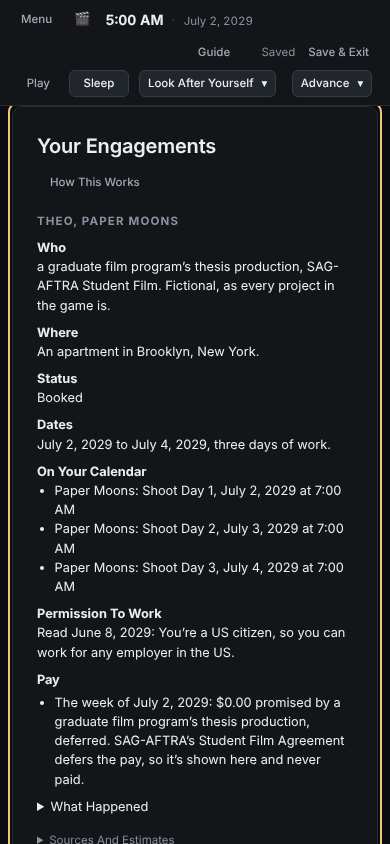 Menu 🎬 5:00 AM · July 2, 2029
Guide Saved Save & Exit
Play Sleep Look After Yourself ▼ Advance ▼
Your Engagements
How This Works
THEO, PAPER MOONS
Who
a graduate film program’s thesis production, SAG-
AFTRA Student Film. Fictional, as every project in
the game is.
Where
An apartment in Brooklyn, New York.
Status
Booked
Dates
July 2, 2029 to July 4, 2029, three days of work.
On Your Calendar
• Paper Moons: Shoot Day 1, July 2, 2029 at 7:00
AM
• Paper Moons: Shoot Day 2, July 3, 2029 at 7:00
AM
• Paper Moons: Shoot Day 3, July 4, 2029 at 7:00
AM
Permission To Work
Read June 8, 2029: You’re a US citizen, so you can
work for any employer in the US.
Pay
• The week of July 2, 2029: $0.00 promised by a
graduate film program’s thesis production,
deferred. SAG-AFTRA’s Student Film Agreement
defers the pay, so it’s shown here and never
paid.
▶ What Happened
▶ Sources And Estimates